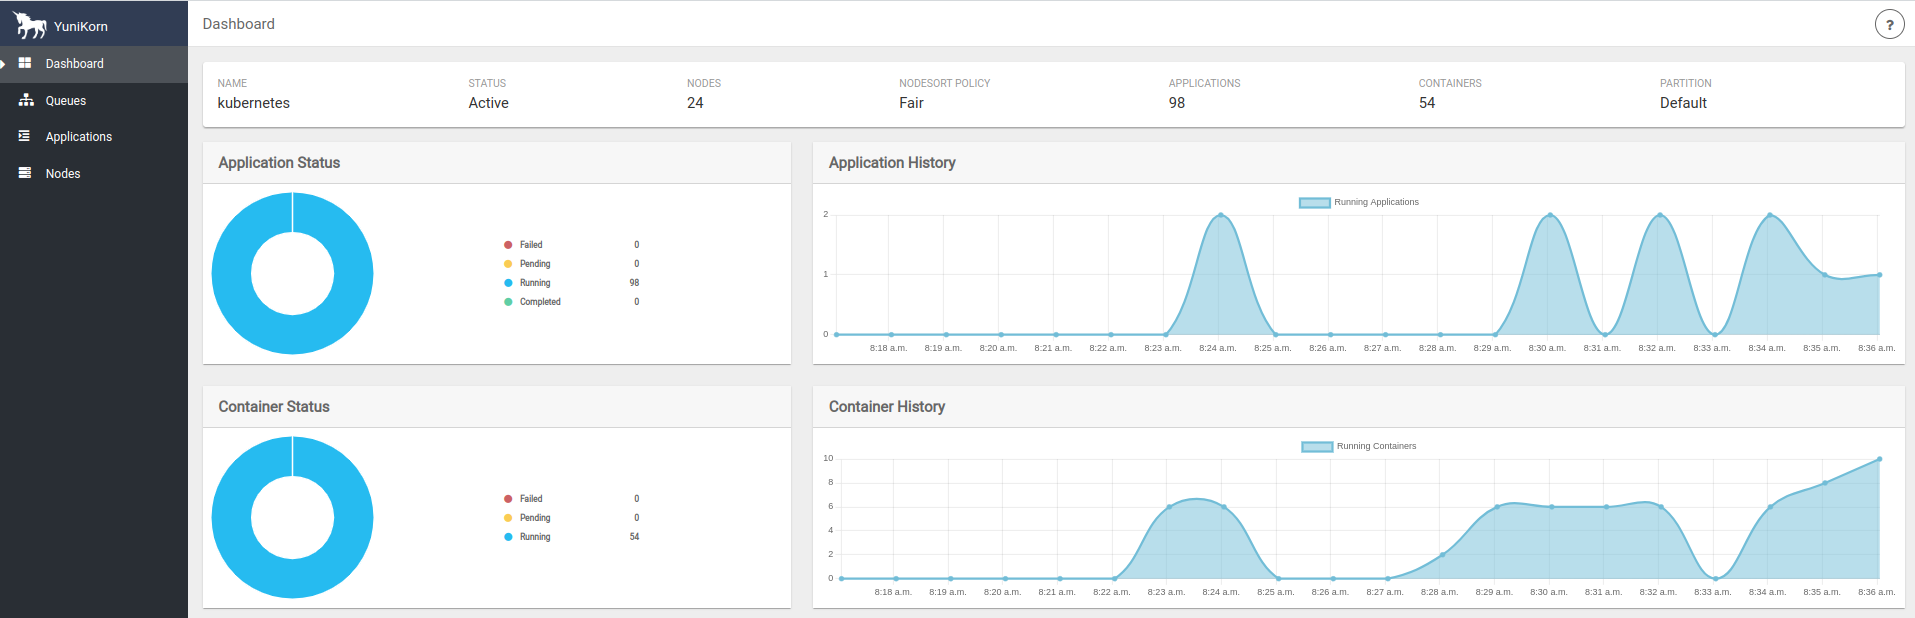 YuniKorn
Dashboard
Queues
Applications
Nodes
Dashboard
?
NAME STATUS NODES NODESORT POLICY APPLICATIONS CONTAINERS PARTITION
kubernetes Active 24 Fair 98 54 Default
Application Status
Failed 0
Pending 0
Running 98
Completed 0
Application History
Running Applications
2
1
0
8:18 a.m. 8:19 a.m. 8:20 a.m. 8:21 a.m. 8:22 a.m. 8:23 a.m. 8:24 a.m. 8:25 a.m. 8:26 a.m. 8:27 a.m. 8:28 a.m. 8:29 a.m. 8:30 a.m. 8:31 a.m. 8:32 a.m. 8:33 a.m. 8:34 a.m. 8:35 a.m. 8:36 a.m.
Container Status
Failed 0
Pending 0
Running 54
Container History
Running Containers
10
8
6
4
2
0
8:18 a.m. 8:19 a.m. 8:20 a.m. 8:21 a.m. 8:22 a.m. 8:23 a.m. 8:24 a.m. 8:25 a.m. 8:26 a.m. 8:27 a.m. 8:28 a.m. 8:29 a.m. 8:30 a.m. 8:31 a.m. 8:32 a.m. 8:33 a.m. 8:34 a.m. 8:35 a.m. 8:36 a.m.